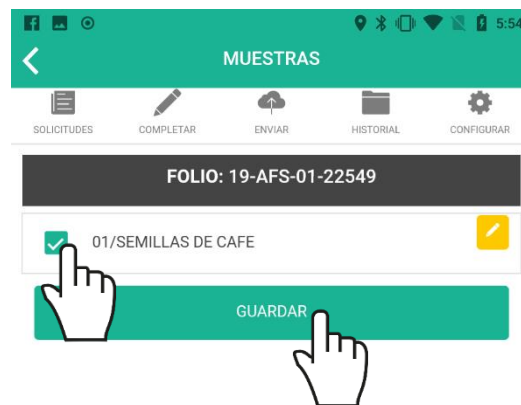 5:54
MUESTRAS
SOLICITUDES COMPLETAR ENVIAR HISTORIAL CONFIGURAR
FOLIO: 19-AFS-01-22549
01/SEMILLAS DE CAFE
GUARDAR